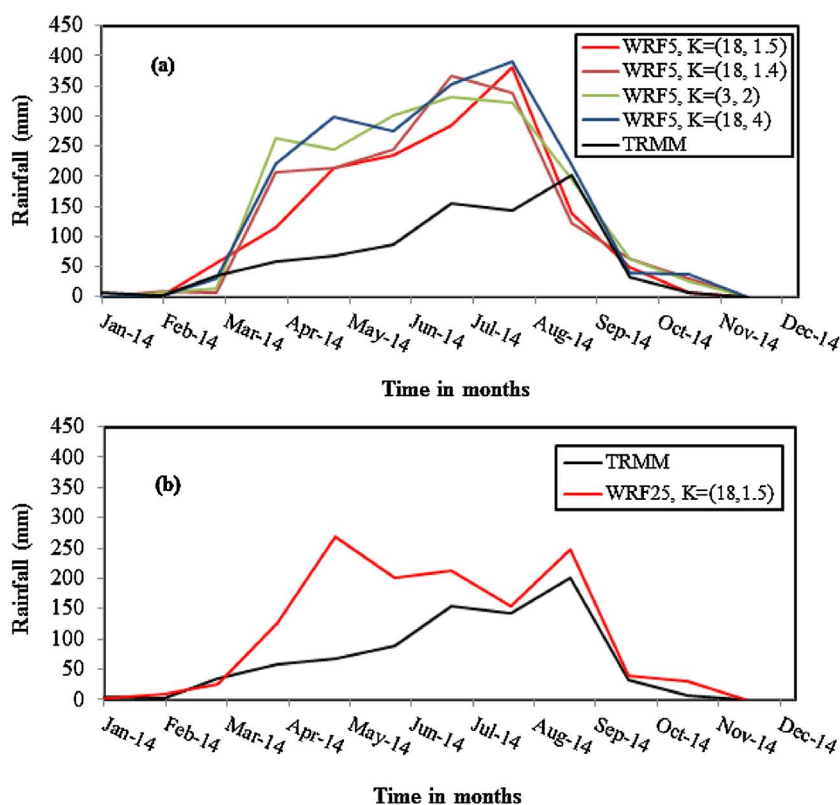 450
400
350
300
250
200
150
100
50
0
Rainfall (mm)
(a)
WRF5, K=(18, 1.5)
WRF5, K=(18, 1.4)
WRF5, K=(3, 2)
WRF5, K=(18, 4)
TRMM
Jan-14
Feb-14
Mar-14
Apr-14
May-14
Jun-14
Jul-14
Aug-14
Sep-14
Oct-14
Nov-14
Dec-14
Time in months
450
400
350
300
250
200
150
100
50
0
Rainfall (mm)
(b)
TRMM
WRF25, K=(18,1.5)
Jan-14
Feb-14
Mar-14
Apr-14
May-14
Jun-14
Jul-14
Aug-14
Sep-14
Oct-14
Nov-14
Dec-14
Time in months